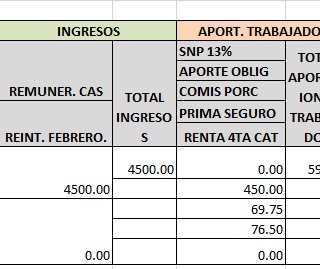 INGRESOS APORT. TRABAJADO
SNP 13%
APORTE OBLIG
REMUNER. CAS COMIS PORC
PRIMA SEGURO
REINT. FEBRERO. RENTA 4TA CAT
TOTAL
INGRESO
S
TOT
APOR
ION
TRAB
DO
4500.00 0.00 59
4500.00 450.00
69.75
76.50
0.00 0.00